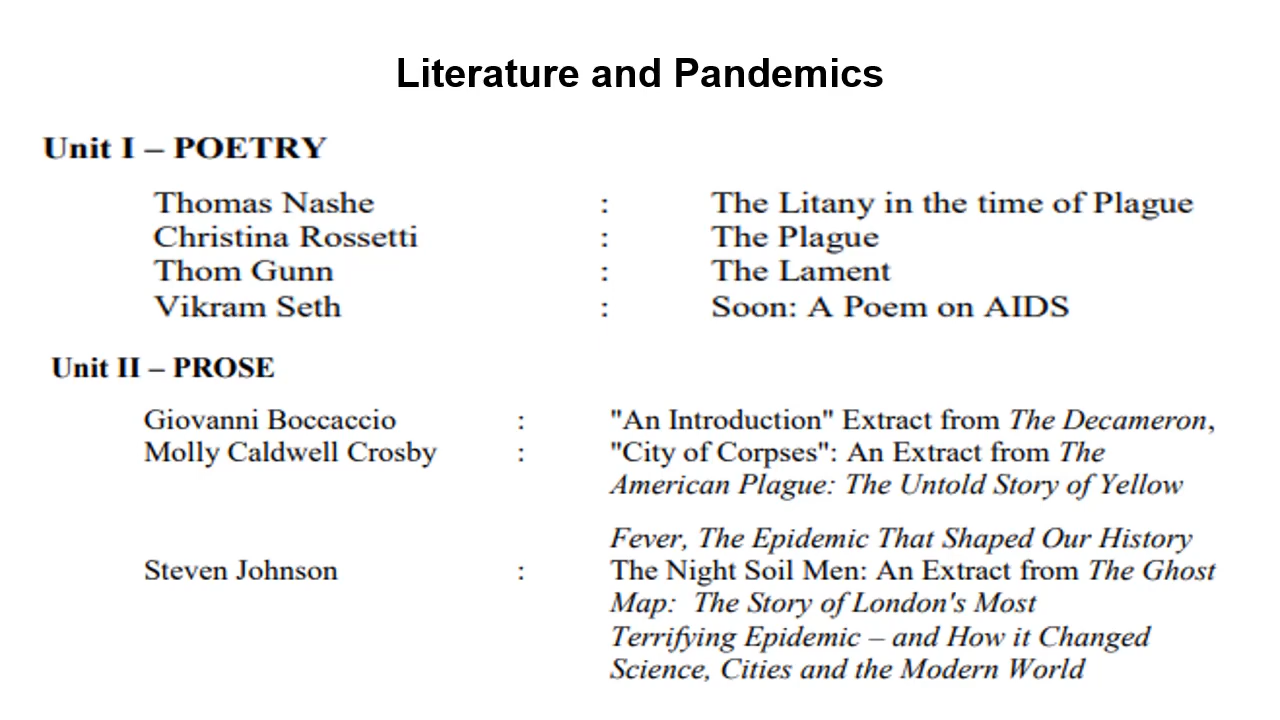 Literature and Pandemics
Unit I – POETRY
Thomas Nashe : The Litany in the time of Plague
Christina Rossetti : The Plague
Thom Gunn : The Lament
Vikram Seth : Soon: A Poem on AIDS
Unit II – PROSE
Giovanni Boccaccio : "An Introduction" Extract from The Decameron,
Molly Caldwell Crosby : "City of Corpses": An Extract from The
American Plague: The Untold Story of Yellow
Fever, The Epidemic That Shaped Our History
Steven Johnson : The Night Soil Men: An Extract from The Ghost
Map: The Story of London's Most
Terrifying Epidemic – and How it Changed
Science, Cities and the Modern World